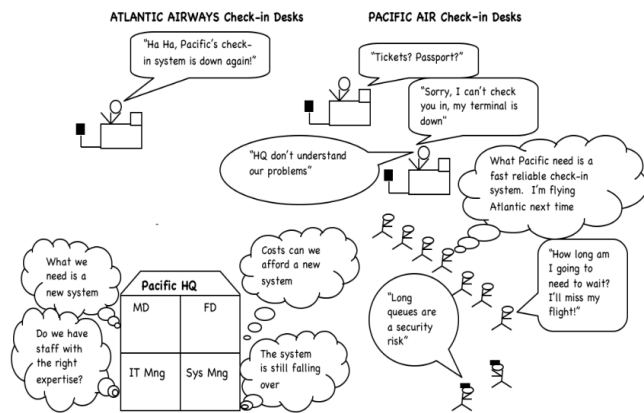 ATLANTIC AIRWAYS Check-in Desks
PACIFIC AIR Check-in Desks
"Ha Ha, Pacific's check-
in system is down again!"
"Tickets? Passport?"
"Sorry, I can't check
you in, my terminal is
down"
"HQ don't understand
our problems"
What Pacific need is a
fast reliable check-in
system. I'm flying
Atlantic next time
What we
need is a
new system
Costs can we
afford a new
system
Pacific HQ
MD
FD
"How long am
I going to
need to wait?
I'll miss my
flight!"
"Long
queues are
a security
risk"
Do we have
staff with
the right
expertise?
IT Mng
Sys Mng
The system
is still falling
over